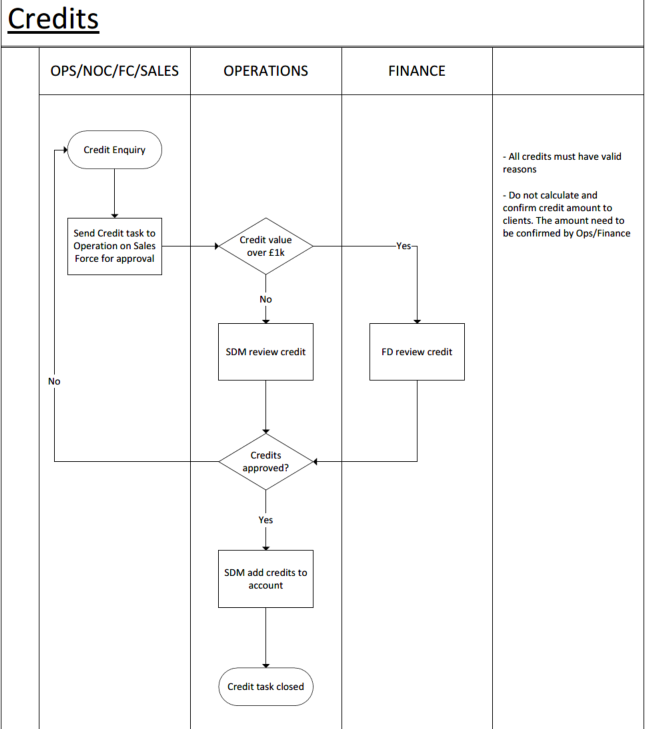 Credits
OPS/NOC/FC/SALES
OPERATIONS
FINANCE
Credit Enquiry
- All credits must have valid
reasons
- Do not calculate and
confirm credit amount to
clients. The amount need to
be confirmed by Ops/Finance
Send Credit task to
Operation on Sales
Force for approval
Credit value
over £1k
Yes
No
SDM review credit
FD review credit
No
Credits
approved?
Yes
SDM add credits to
account
Credit task closed